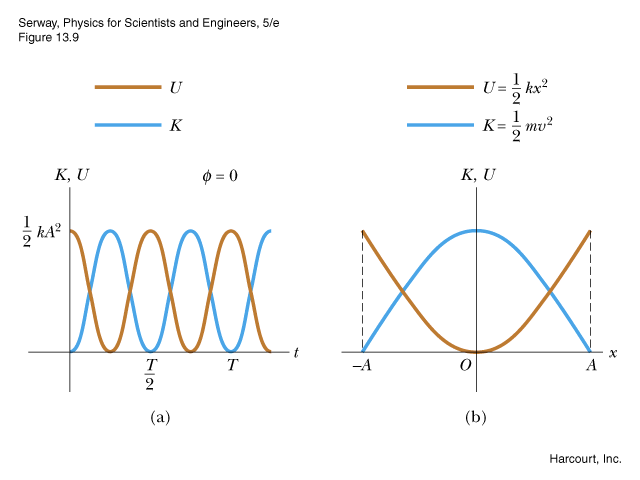 Serway, Physics for Scientists and Engineers, 5/e
Figure 13.9
U
K
U = 1/2 kx²
K = 1/2 mv²
K, U
ϕ = 0
1/2 kA²
T/2
T
t
(a)
K, U
–A
O
A
x
(b)
Harcourt, Inc.